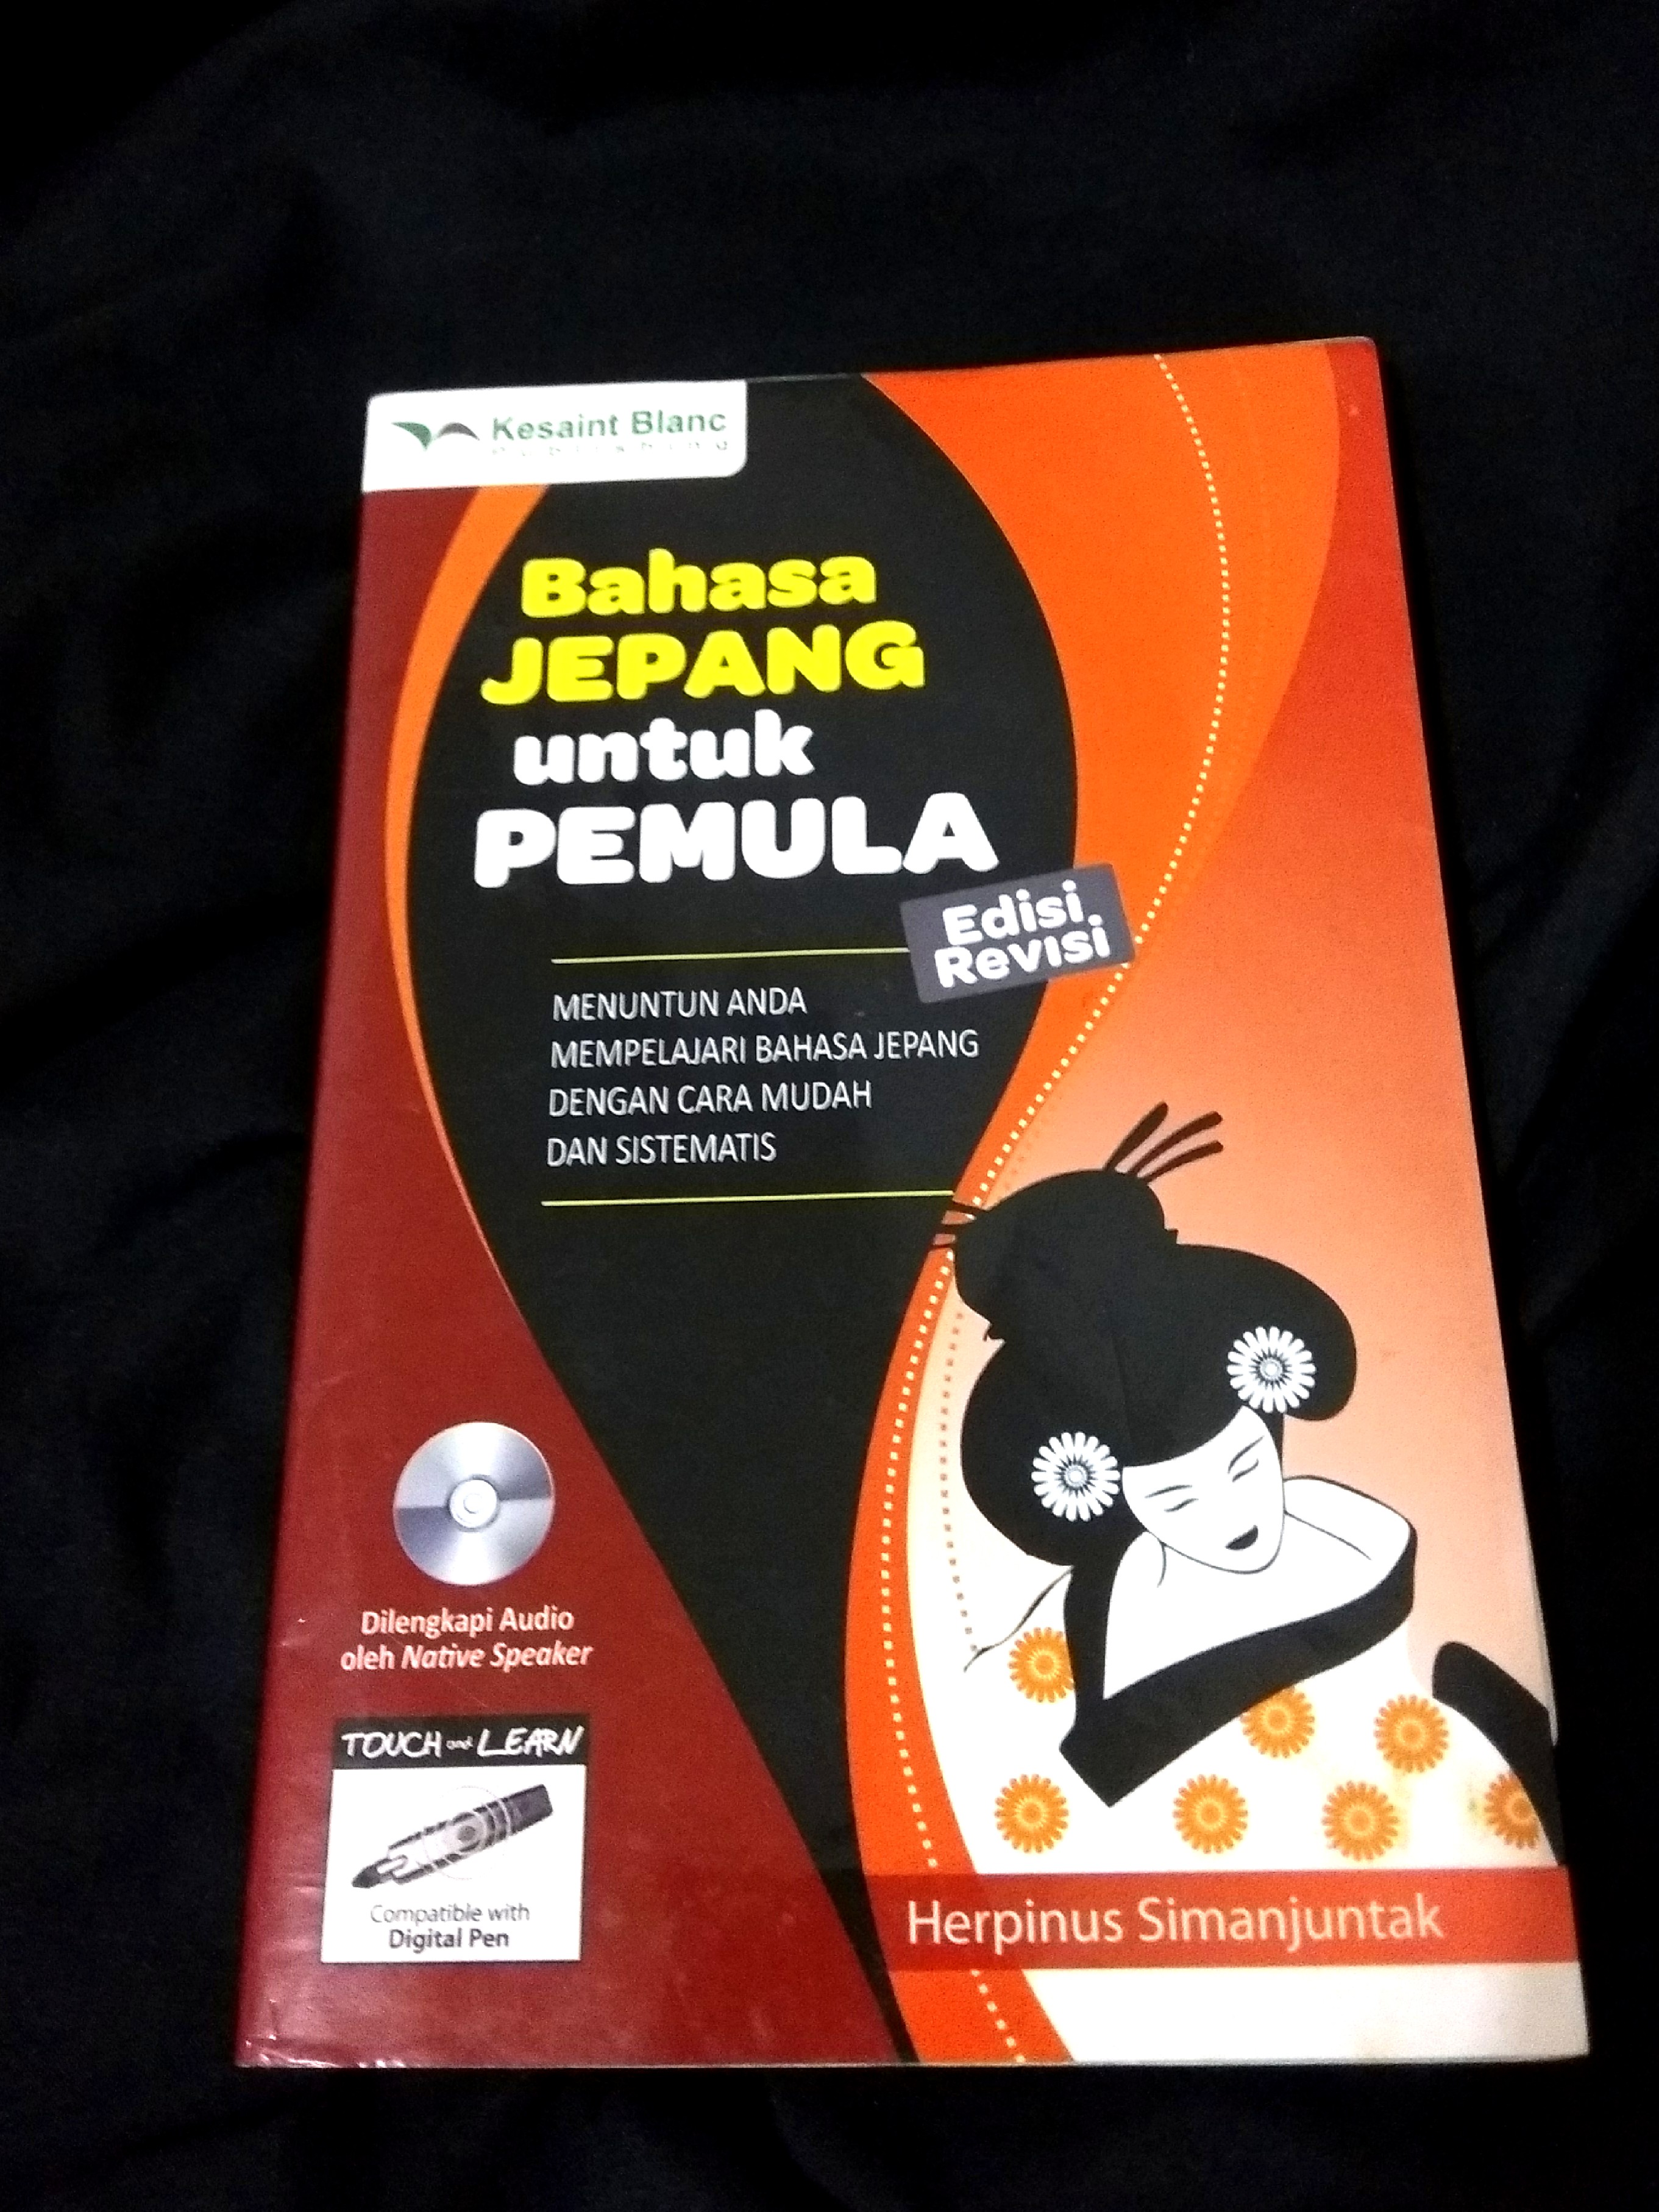 Kesaint Blanc
publishing
Bahasa
JEPANG
untuk
PEMULA
Edisi
Revisi
MENUNTUN ANDA
MEMPELAJARI BAHASA JEPANG
DENGAN CARA MUDAH
DAN SISTEMATIS
Dilengkapi Audio
oleh Native Speaker
TOUCH and LEARN
Compatible with
Digital Pen
Herpinus Simanjuntak